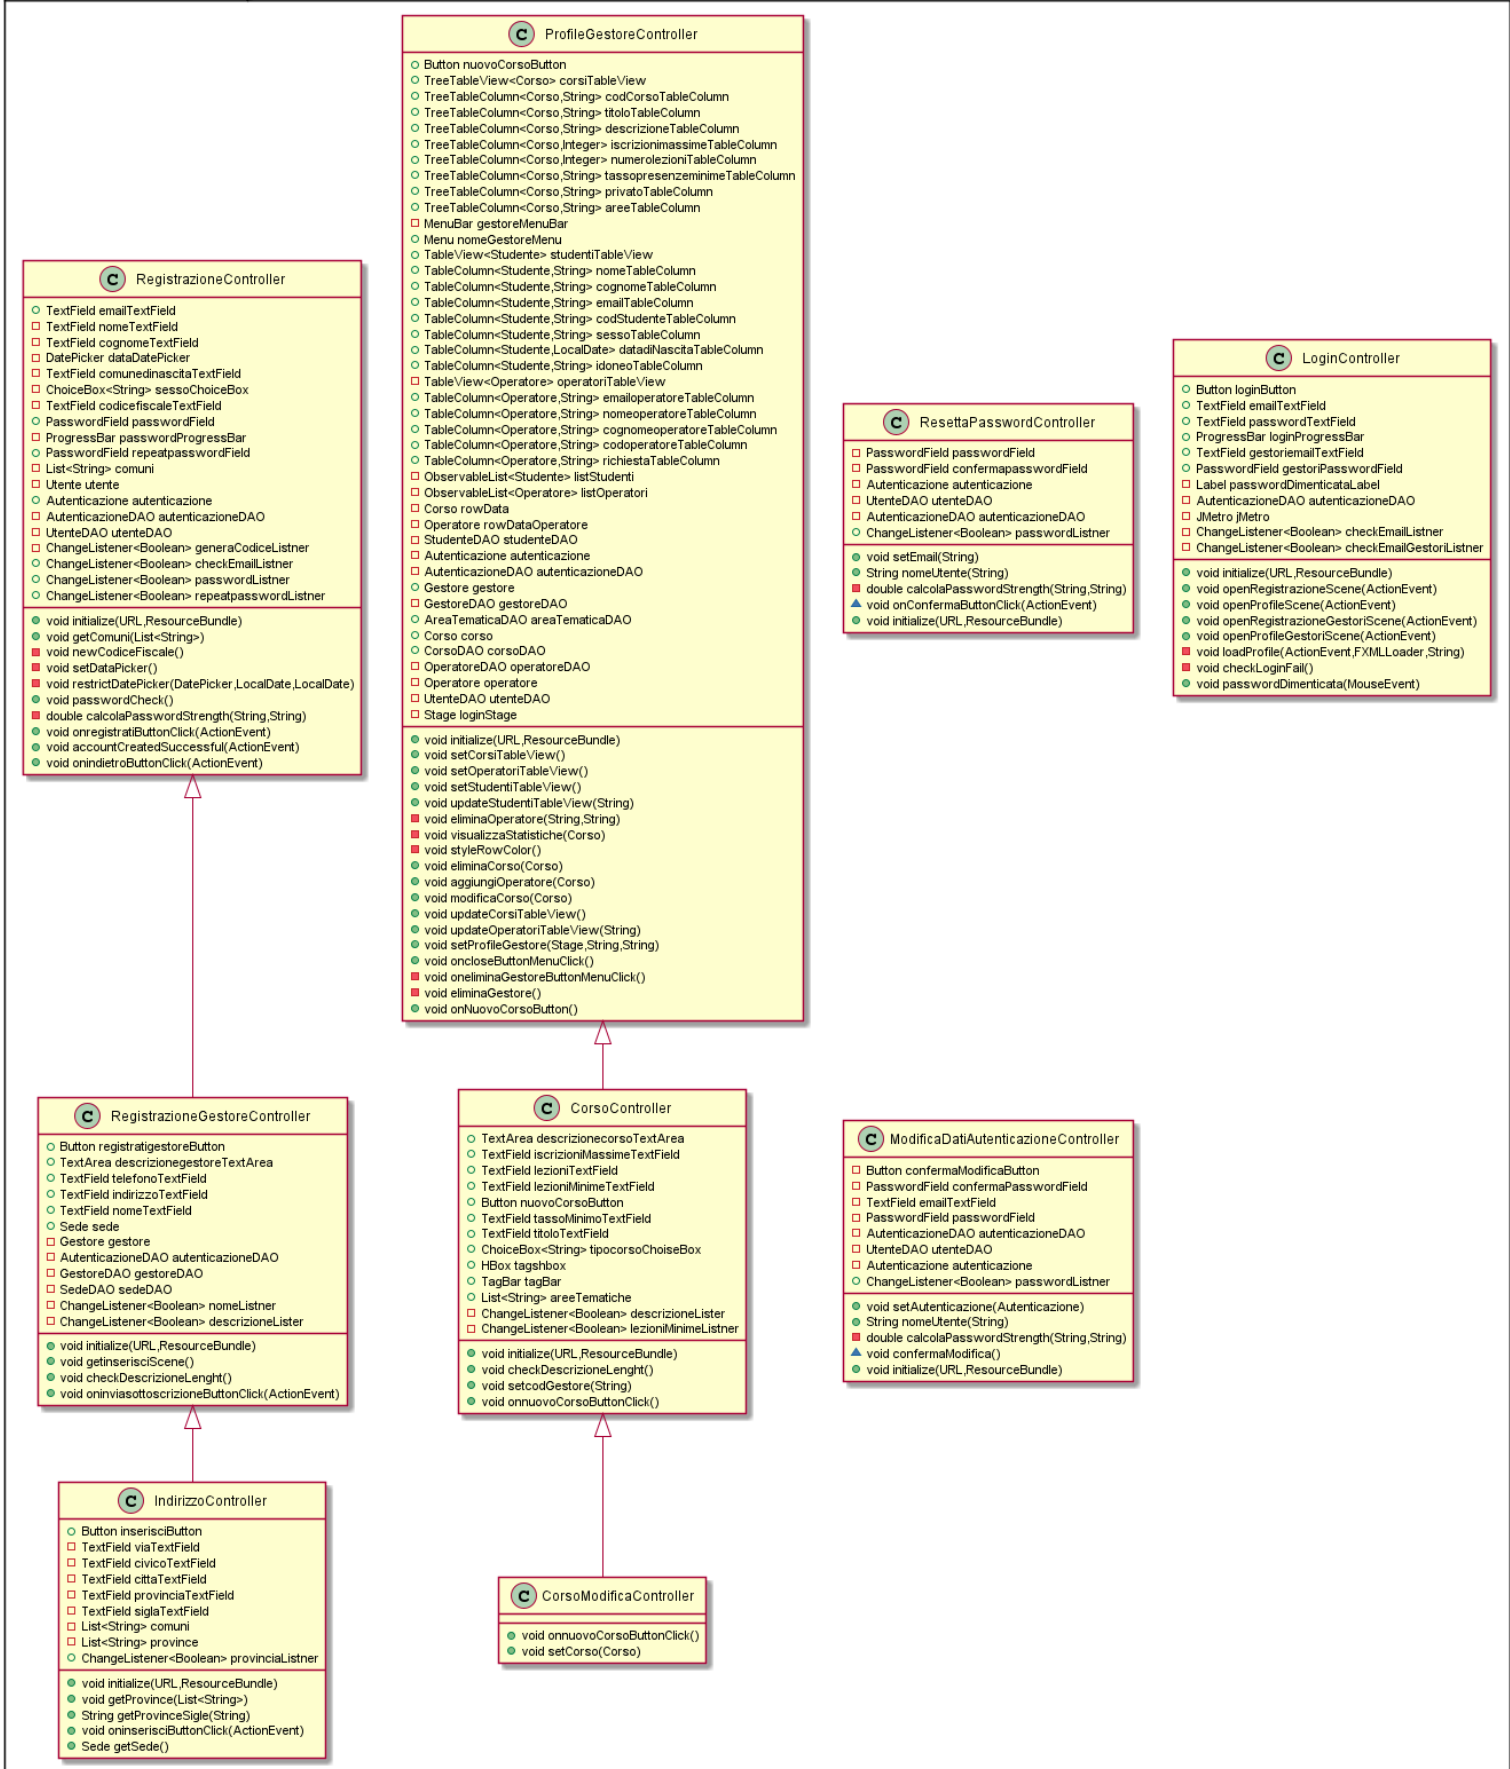 C ProfileGestoreController
Button nuovoCorsoButton
TreeTableView<Corso> corsiTableView
TreeTableColumn<Corso,String> codCorsoTableColumn
TreeTableColumn<Corso,String> titoloTableColumn
TreeTableColumn<Corso,String> descrizioneTableColumn
TreeTableColumn<Corso,Integer> iscrizionimassimeTableColumn
TreeTableColumn<Corso,Integer> numerolezioniTableColumn
TreeTableColumn<Corso,String> tassopresenzeminimeTableColumn
TreeTableColumn<Corso,String> privatoTableColumn
TreeTableColumn<Corso,String> areeTableColumn
MenuBar gestoreMenuBar
Menu nomeGestoreMenu
TableView<Studente> studentiTableView
TableColumn<Studente,String> nomeTableColumn
TableColumn<Studente,String> cognomeTableColumn
TableColumn<Studente,String> emailTableColumn
TableColumn<Studente,String> codStudenteTableColumn
TableColumn<Studente,String> sessoTableColumn
TableColumn<Studente,LocalDate> datadiNascitaTableColumn
TableColumn<Studente,String> idoneoTableColumn
TableView<Operatore> operatoriTableView
TableColumn<Operatore,String> emailoperatoreTableColumn
TableColumn<Operatore,String> nomeoperatoreTableColumn
TableColumn<Operatore,String> cognomeoperatoreTableColumn
TableColumn<Operatore,String> codoperatoreTableColumn
TableColumn<Operatore,String> richiestaTableColumn
ObservableList<Studente> listStudenti
ObservableList<Operatore> listOperatori
Corso rowData
Operatore rowDataOperatore
StudenteDAO studenteDAO
Autenticazione autenticazione
AutenticazioneDAO autenticazioneDAO
Gestore gestore
GestoreDAO gestoreDAO
AreaTematicaDAO areaTematicaDAO
Corso corso
CorsoDAO corsoDAO
OperatoreDAO operatoreDAO
Operatore operatore
UtenteDAO utenteDAO
Stage loginStage
void initialize(URL,ResourceBundle)
void setCorsiTableView()
void setOperatoriTableView()
void setStudentiTableView()
void updateStudentiTableView(String)
void eliminaOperatore(String,String)
void visualizzaStatistiche(Corso)
void styleRowColor()
void eliminaCorso(Corso)
void aggiungiOperatore(Corso)
void modificaCorso(Corso)
void updateCorsiTableView()
void updateOperatoriTableView(String)
void setProfileGestore(Stage,String,String)
void oncloseButtonMenuClick()
void oneliminaGestoreButtonMenuClick()
void eliminaGestore()
void onNuovoCorsoButton()
C RegistrazioneController
TextField emailTextField
TextField nomeTextField
TextField cognomeTextField
DatePicker dataDatePicker
TextField comunedinascitaTextField
ChoiceBox<String> sessoChoiceBox
TextField codicefiscaleTextField
PasswordField passwordField
ProgressBar passwordProgressBar
PasswordField repeatpasswordField
List<String> comuni
Utente utente
Autenticazione autenticazione
AutenticazioneDAO autenticazioneDAO
UtenteDAO utenteDAO
ChangeListener<Boolean> generaCodiceListner
ChangeListener<Boolean> checkEmailListner
ChangeListener<Boolean> passwordListner
ChangeListener<Boolean> repeatpasswordListner
void initialize(URL,ResourceBundle)
void getComuni(List<String>)
void newCodiceFiscale()
void setDataPicker()
void restrictDatePicker(DatePicker,LocalDate,LocalDate)
void passwordCheck()
double calcolaPasswordStrength(String,String)
void onregistratiButtonClick(ActionEvent)
void accountCreatedSuccessful(ActionEvent)
void onindietroButtonClick(ActionEvent)
C ResettaPasswordController
PasswordField passwordField
PasswordField confermapasswordField
Autenticazione autenticazione
UtenteDAO utenteDAO
AutenticazioneDAO autenticazioneDAO
ChangeListener<Boolean> passwordListner
void setEmail(String)
String nomeUtente(String)
double calcolaPasswordStrength(String,String)
void onConfermaButtonClick(ActionEvent)
void initialize(URL,ResourceBundle)
C LoginController
Button loginButton
TextField emailTextField
TextField passwordTextField
ProgressBar loginProgressBar
TextField gestoriemailTextField
PasswordField gestoriPasswordField
Label passwordDimenticataLabel
AutenticazioneDAO autenticazioneDAO
JMetro jMetro
ChangeListener<Boolean> checkEmailListner
ChangeListener<Boolean> checkEmailGestoriListner
void initialize(URL,ResourceBundle)
void openRegistrazioneScene(ActionEvent)
void openProfileScene(ActionEvent)
void openRegistrazioneGestoriScene(ActionEvent)
void openProfileGestoriScene(ActionEvent)
void loadProfile(ActionEvent,FXMLLoader,String)
void checkLoginFail()
void passwordDimenticata(MouseEvent)
C RegistrazioneGestoreController
Button registratigestoreButton
TextArea descrizionegestoreTextArea
TextField telefonoTextField
TextField indirizzoTextField
TextField nomeTextField
Sede sede
Gestore gestore
AutenticazioneDAO autenticazioneDAO
GestoreDAO gestoreDAO
SedeDAO sedeDAO
ChangeListener<Boolean> nomeListner
ChangeListener<Boolean> descrizioneLister
void initialize(URL,ResourceBundle)
void getinserisciScene()
void checkDescrizioneLenght()
void oninviasottoscrizioneButtonClick(ActionEvent)
C CorsoController
TextArea descrizionecorsoTextArea
TextField iscrizioniMassimeTextField
TextField lezioniTextField
TextField lezioniMinimeTextField
Button nuovoCorsoButton
TextField tassoMinimoTextField
TextField titoloTextField
ChoiceBox<String> tipocorsoChoiseBox
HBox tagshbox
TagBar tagBar
List<String> areeTematiche
ChangeListener<Boolean> descrizioneLister
ChangeListener<Boolean> lezioniMinimeListner
void initialize(URL,ResourceBundle)
void checkDescrizioneLenght()
void setcodGestore(String)
void onnuovoCorsoButtonClick()
C ModificaDatiAutenticazioneController
Button confermaModificaButton
PasswordField confermaPasswordField
TextField emailTextField
PasswordField passwordField
AutenticazioneDAO autenticazioneDAO
UtenteDAO utenteDAO
Autenticazione autenticazione
ChangeListener<Boolean> passwordListner
void setAutenticazione(Autenticazione)
String nomeUtente(String)
double calcolaPasswordStrength(String,String)
void confermaModifica()
void initialize(URL,ResourceBundle)
C IndirizzoController
Button inserisciButton
TextField viaTextField
TextField civicoTextField
TextField cittaTextField
TextField provinciaTextField
TextField siglaTextField
List<String> comuni
List<String> province
ChangeListener<Boolean> provinciaListner
void initialize(URL,ResourceBundle)
void getProvince(List<String>)
String getProvinceSigle(String)
void oninserisciButtonClick(ActionEvent)
Sede getSede()
C CorsoModificaController
void onnuovoCorsoButtonClick()
void setCorso(Corso)